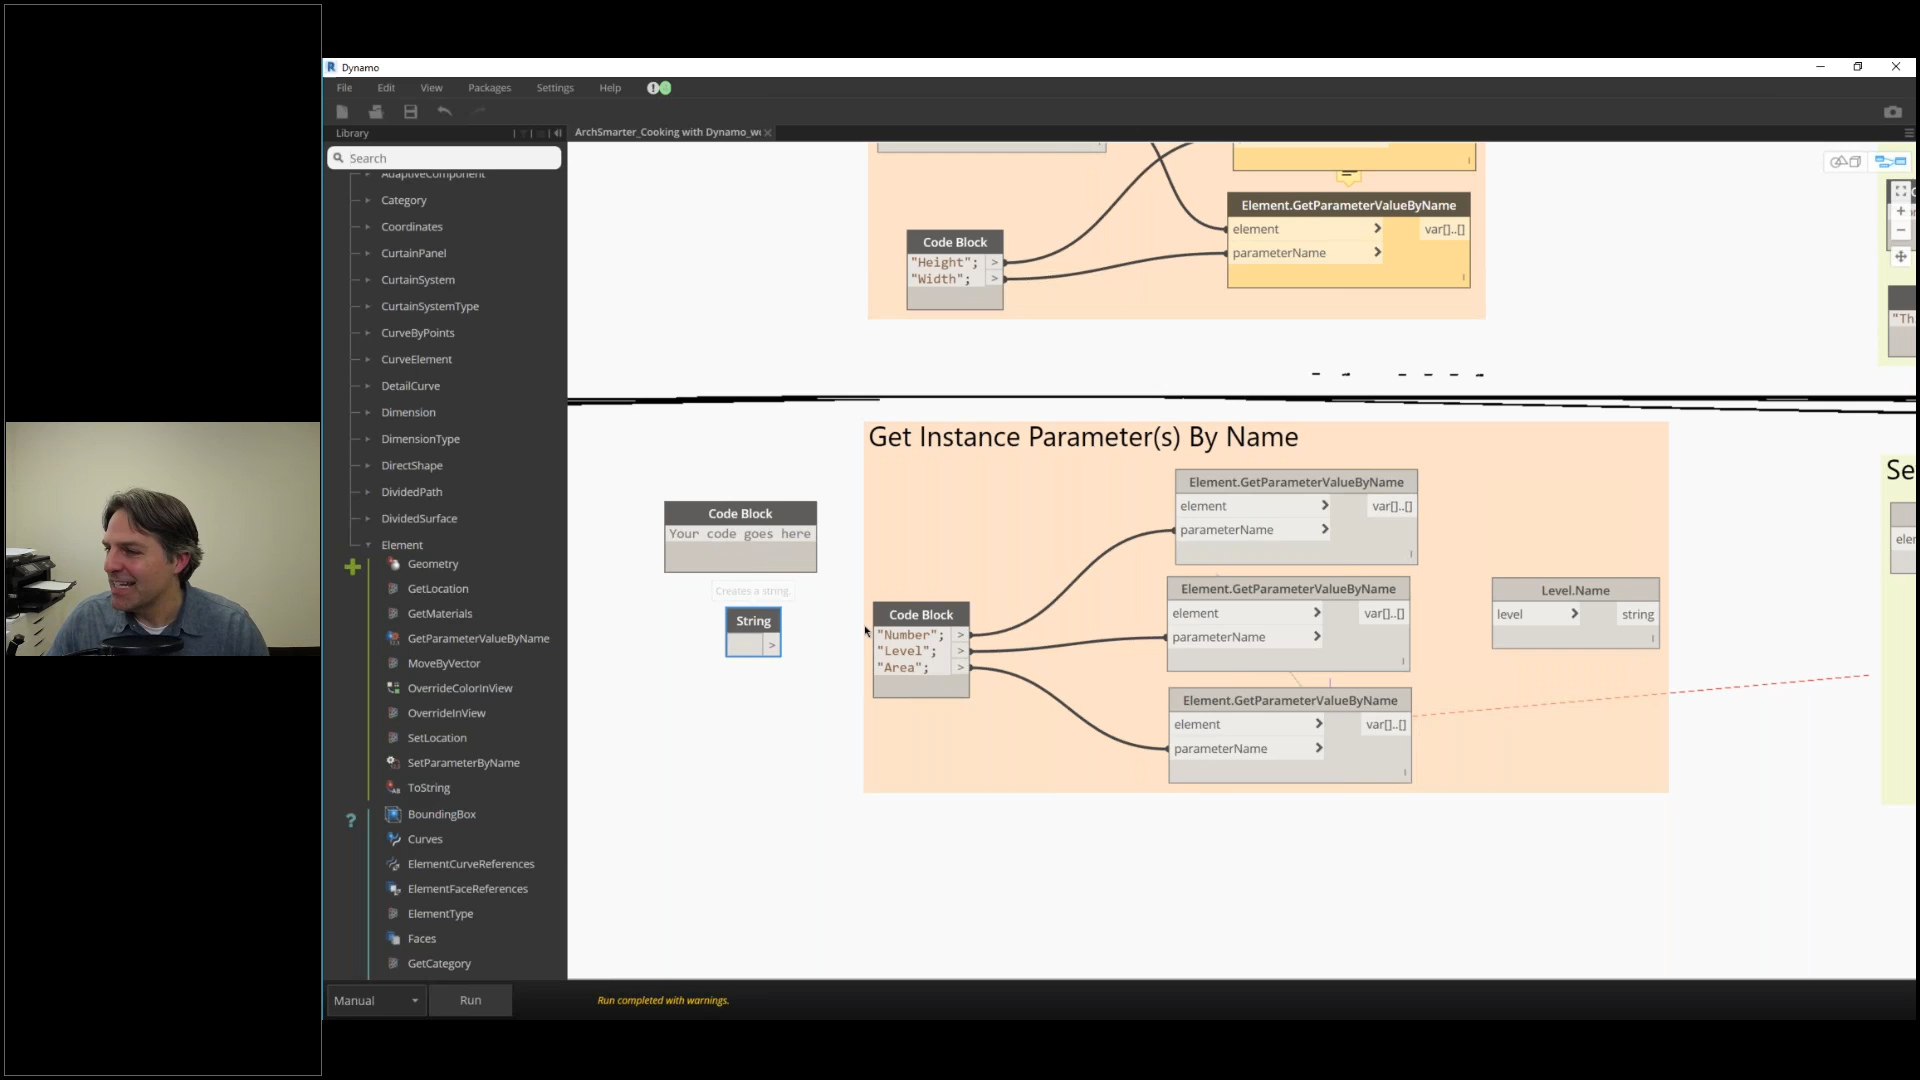 Dynamo
File Edit View Packages Settings Help
Library
ArchSmarter_Cooking with Dynamo_w
Search
AdaptiveComponent
Category
Coordinates
CurtainPanel
CurtainSystem
CurtainSystemType
CurveByPoints
CurveElement
DetailCurve
Dimension
DimensionType
DirectShape
DividedPath
DividedSurface
Element
Geometry
GetLocation
GetMaterials
GetParameterValueByName
MoveByVector
OverrideColorInView
OverrideInView
SetLocation
SetParameterByName
ToString
BoundingBox
Curves
ElementCurveReferences
ElementFaceReferences
ElementType
Faces
GetCategory
Manual
Run
Run completed with warnings.
Element.GetParameterValueByName
element > var[]..[]
parameterName >
Code Block
"Height"; >
"Width"; >
"Th
Get Instance Parameter(s) By Name
Se
Code Block
Your code goes here
Creates a string.
String
>
Code Block
"Number"; >
"Level"; >
"Area"; >
Element.GetParameterValueByName
element > var[]..[]
parameterName >
Element.GetParameterValueByName
element > var[]..[]
parameterName >
Element.GetParameterValueByName
element > var[]..[]
parameterName >
Level.Name
level > string
eler